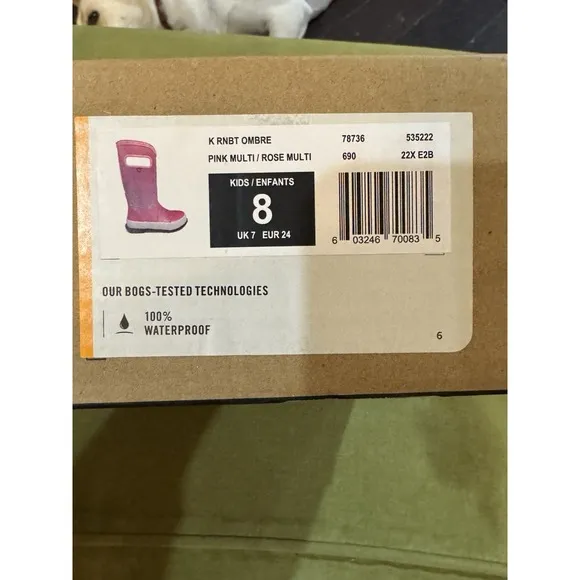 K RNBT OMBRE 78736 535222
PINK MULTI / ROSE MULTI 690 22X E2B
KIDS / ENFANTS
8
UK 7 EUR 24
6 03246 70083 5
OUR BOGS-TESTED TECHNOLOGIES
100%
WATERPROOF
6